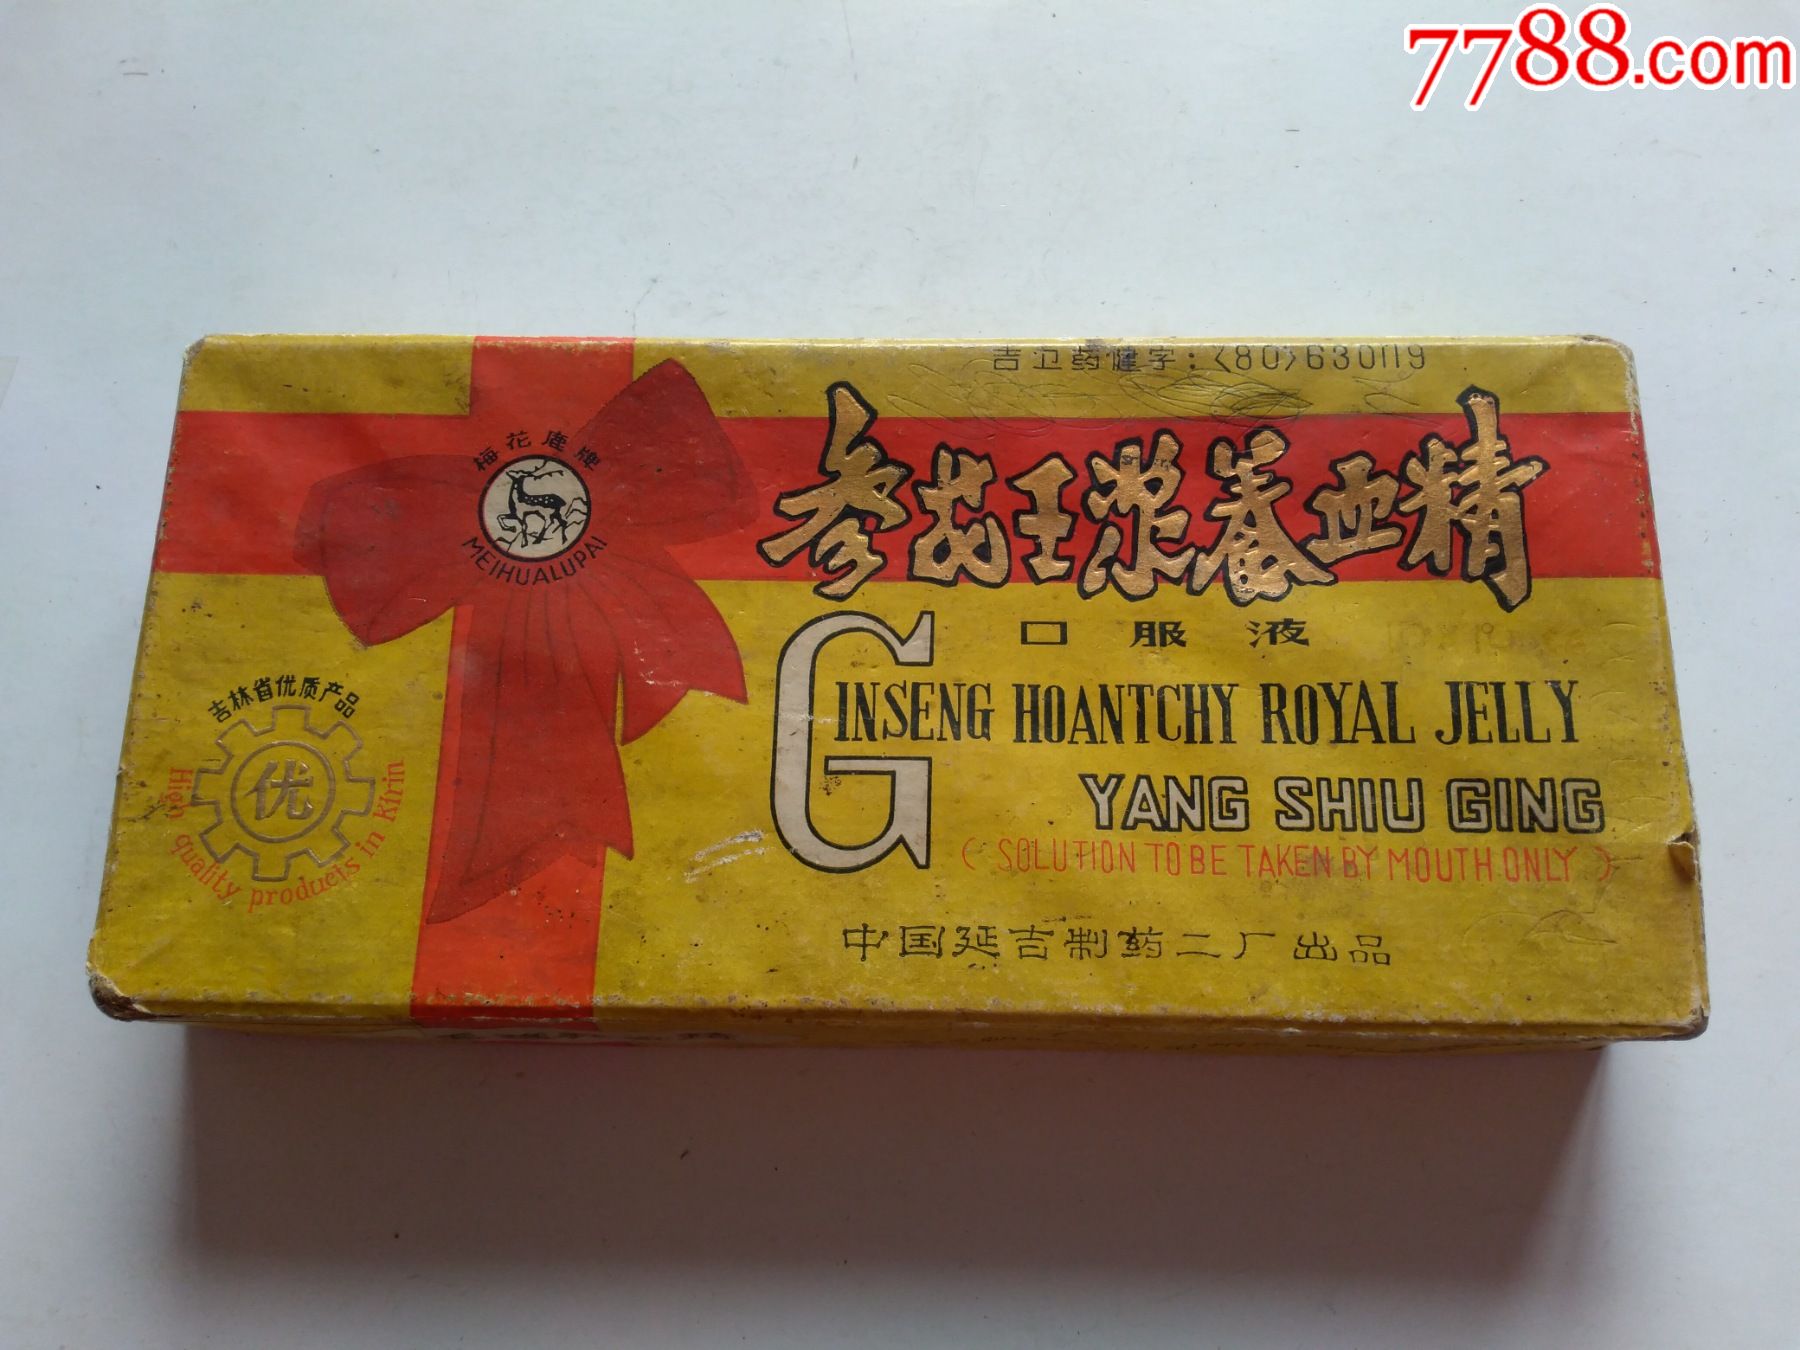 7788.com
吉卫药健字:〈80〉630119
梅花鹿牌
MEIHUALUPAI
参芪王浆养血精
口服液
GINSENG HOANTCHY ROYAL JELLY
YANG SHIU GING
( SOLUTION TO BE TAKEN BY MOUTH ONLY )
吉林省优质产品
优
High quality products in Kirin
中国延吉制药二厂出品